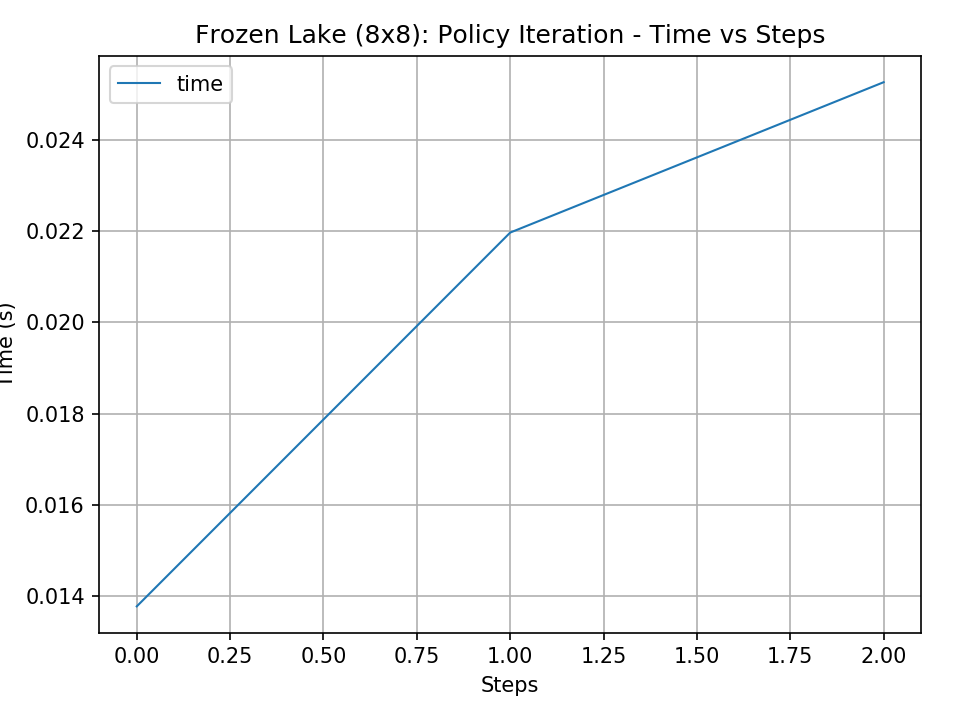 Frozen Lake (8x8): Policy Iteration - Time vs Steps
time
0.024
0.022
0.020
0.018
0.016
0.014
Time (s)
0.00 0.25 0.50 0.75 1.00 1.25 1.50 1.75 2.00
Steps